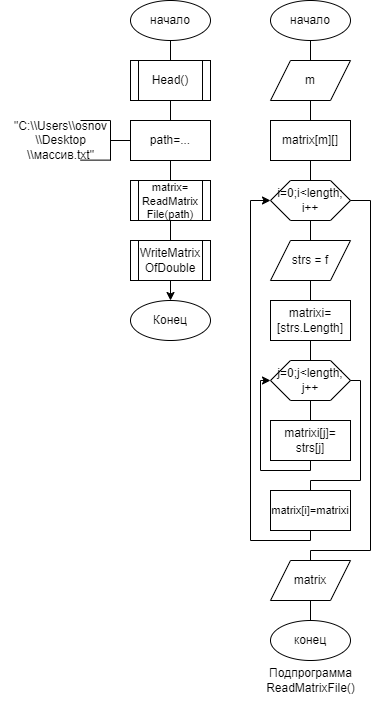 начало
Head()
"C:\\Users\\osnov
\\Desktop
\\массив.txt"
path=...
matrix=
ReadMatrix
File(path)
WriteMatrix
OfDouble
Конец
начало
m
matrix[m][]
i=0;i<length;
i++
strs = f
matrixi=
[strs.Length]
j=0;j<length;
j++
matrixi[j]=
strs[j]
matrix[i]=matrixi
matrix
конец
Подпрограмма
ReadMatrixFile()